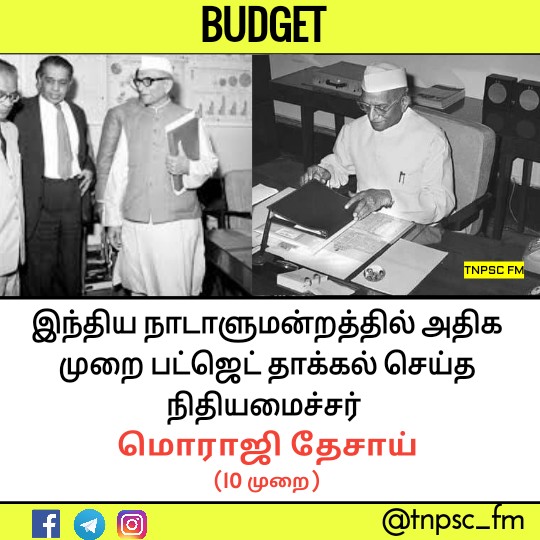 BUDGET
TNPSC FM
இந்திய நாடாளுமன்றத்தில் அதிக
முறை பட்ஜெட் தாக்கல் செய்த
நிதியமைச்சர்
மொராஜி தேசாய்
(10 முறை)
@tnpsc_fm